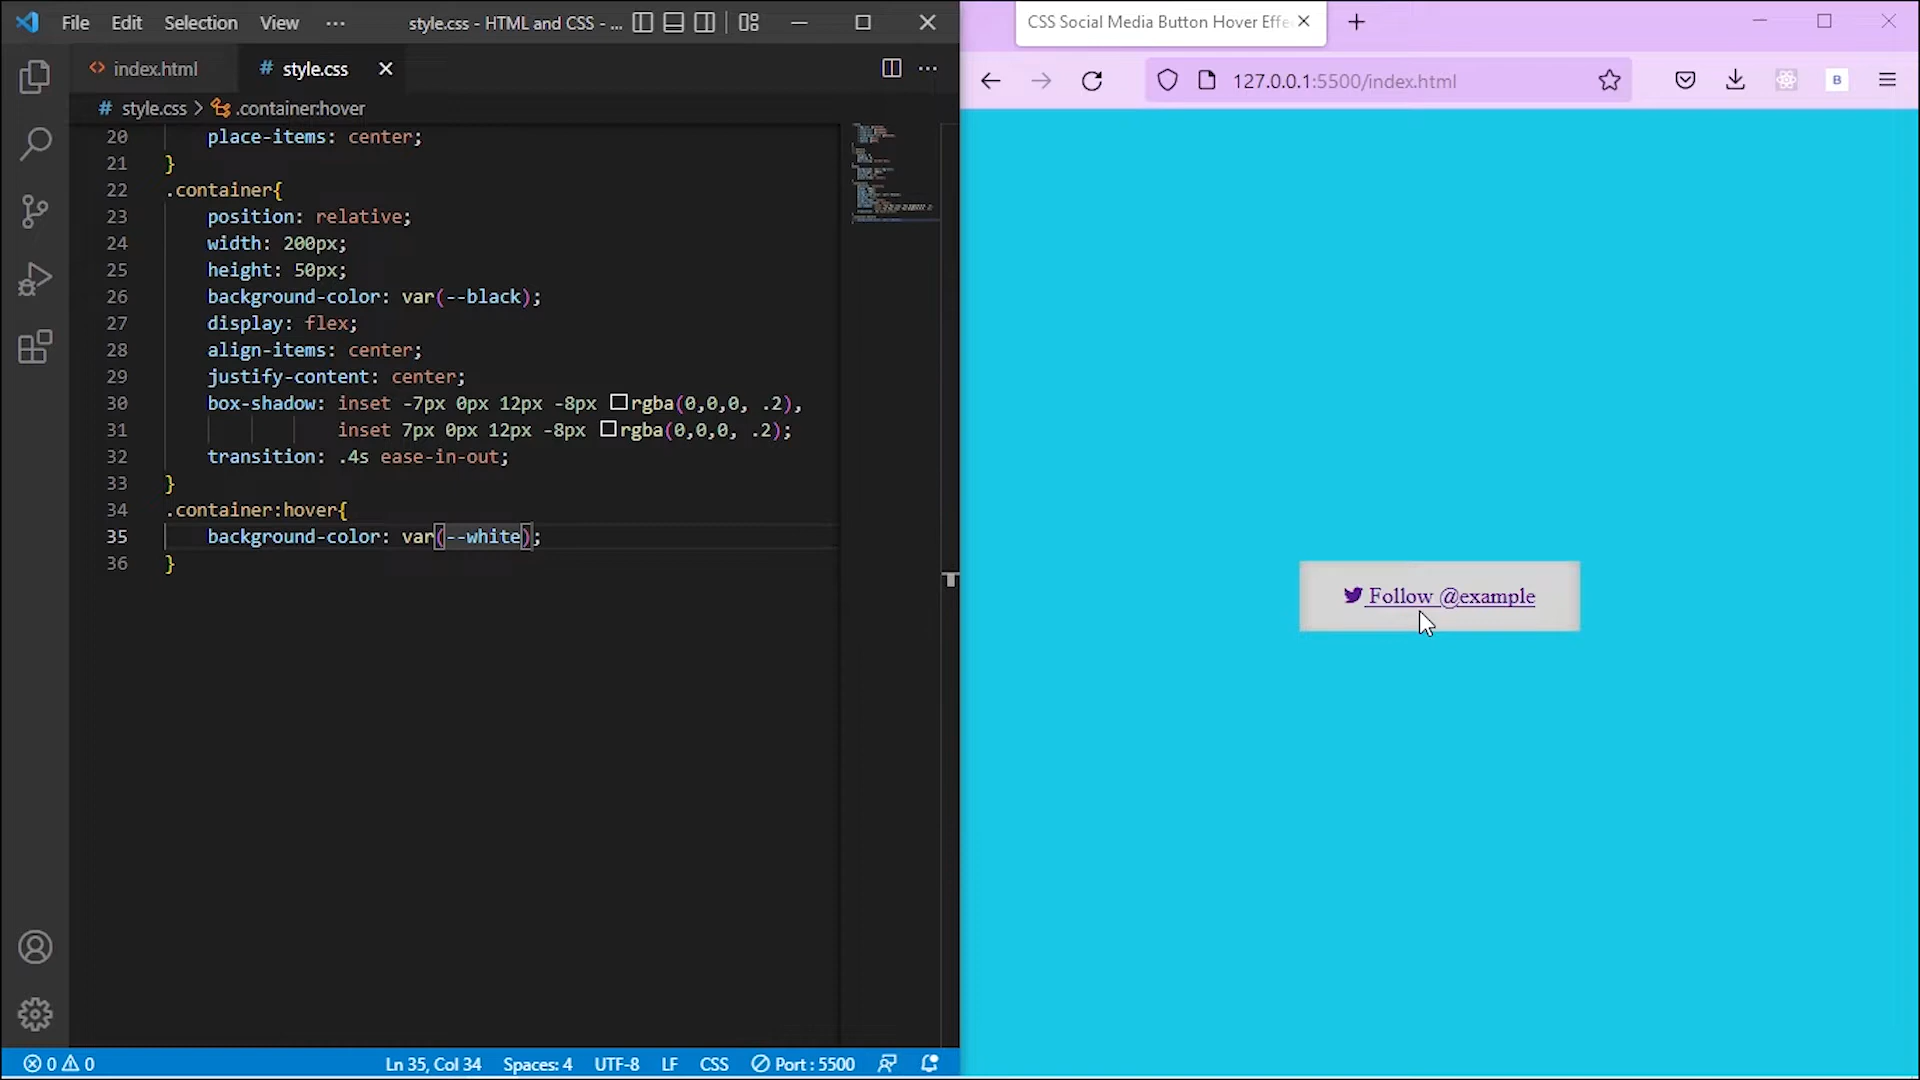 File Edit Selection View ··· style.css - HTML and CSS - ...
index.html # style.css
# style.css > .container:hover
20 place-items: center;
21 }
22 .container{
23 position: relative;
24 width: 200px;
25 height: 50px;
26 background-color: var(--black);
27 display: flex;
28 align-items: center;
29 justify-content: center;
30 box-shadow: inset -7px 0px 12px -8px rgba(0,0,0, .2),
31 inset 7px 0px 12px -8px rgba(0,0,0, .2);
32 transition: .4s ease-in-out;
33 }
34 .container:hover{
35 background-color: var(--white);
36 }
0 0 Ln 35, Col 34 Spaces: 4 UTF-8 LF CSS Port : 5500
CSS Social Media Button Hover Effe
127.0.0.1:5500/index.html
B
Follow @example